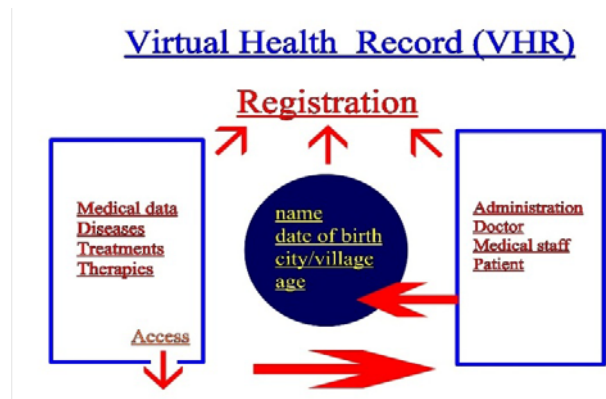 Virtual Health Record (VHR)
Registration
Medical data
Diseases
Treatments
Therapics
Access
name
date of birth
city/village
age
Administration
Doctor
Medical staff
Patient